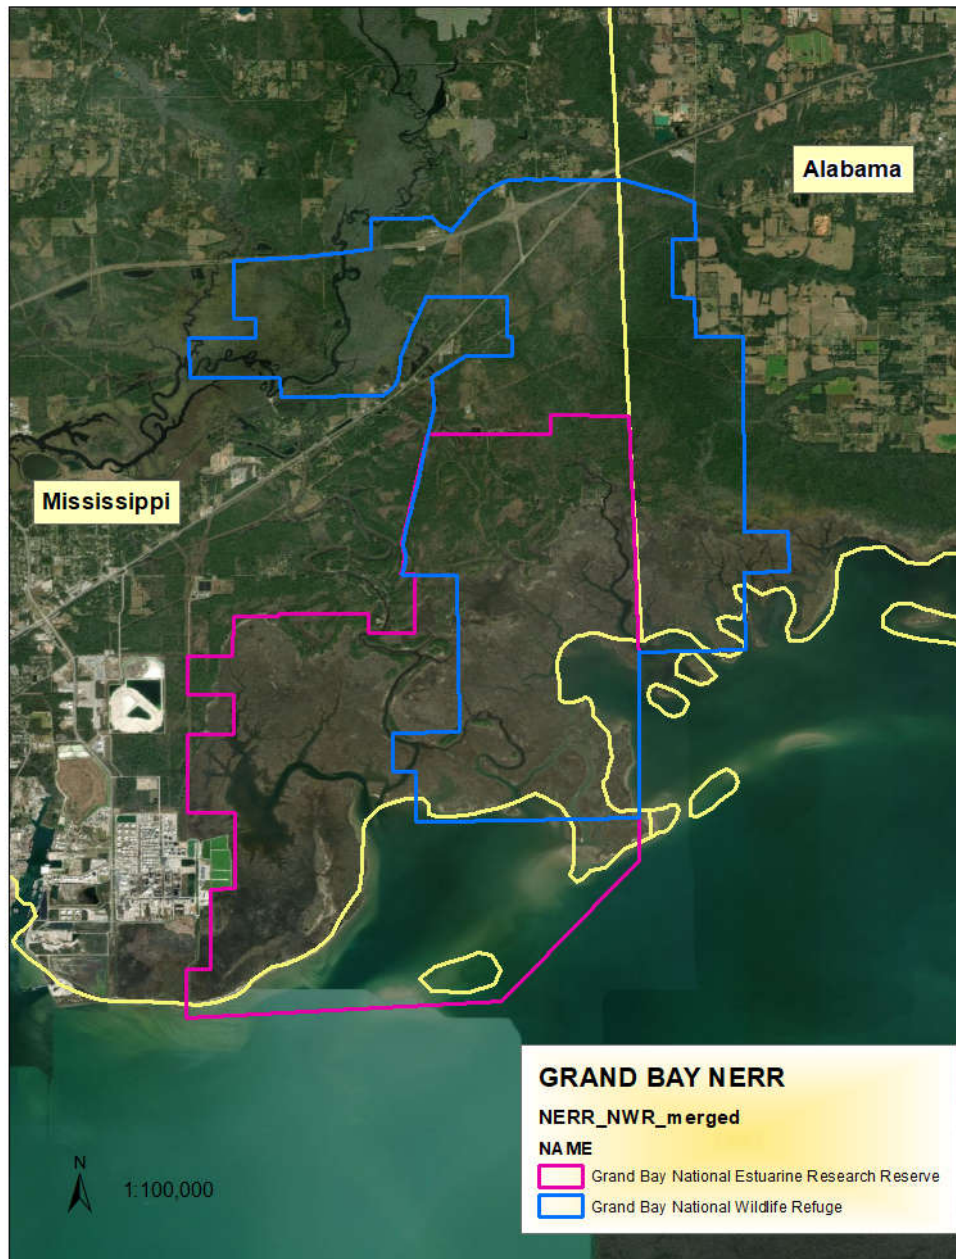 Alabama
Mississippi
GRAND BAY NERR
NERR_NWR_merged
NAME
Grand Bay National Estuarine Research Reserve
Grand Bay National Wildlife Refuge
N
1:100,000